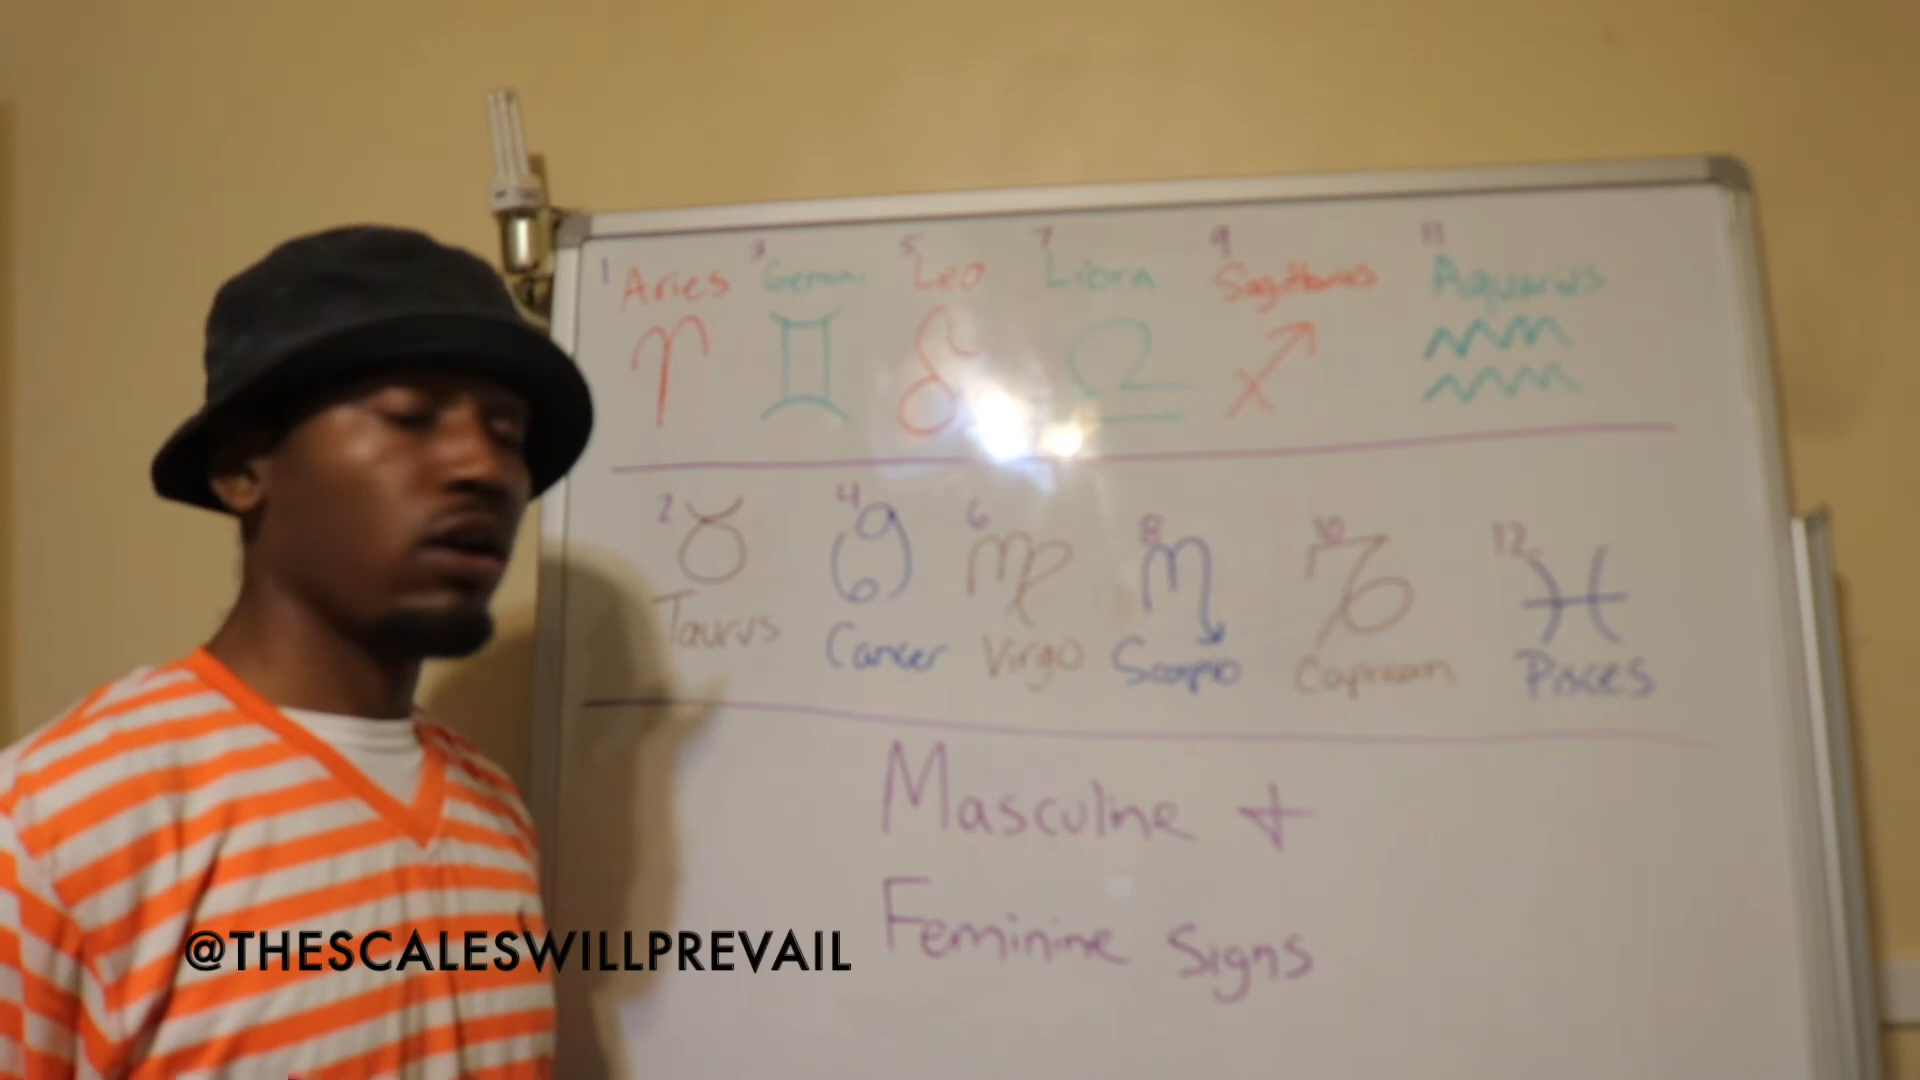 1 Aries 3 Gemini 5 Leo 7 Libra 9 Sagittarius 11 Aquarius
2 4 6 8 10 12
Taurus Cancer Virgo Scorpio Capricorn Pisces
Masculine +
Feminine Signs
@THESCALESWILLPREVAIL